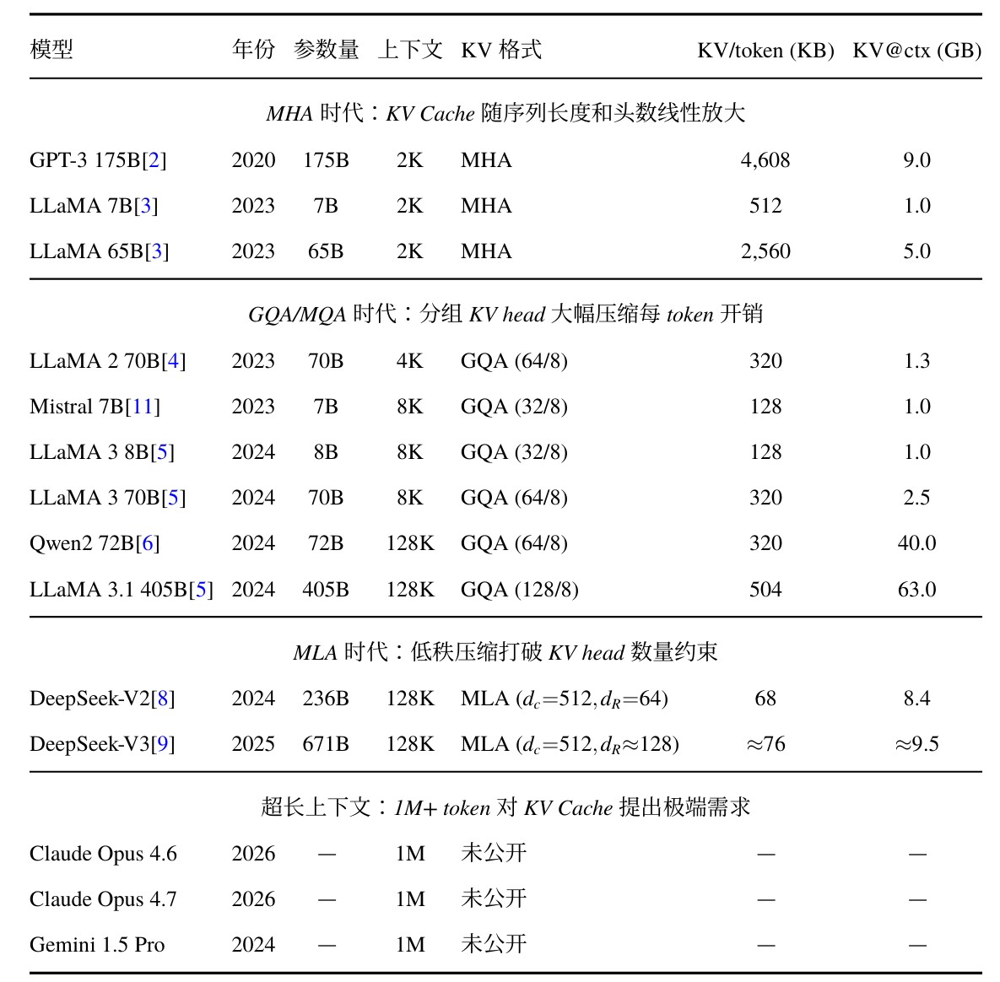 模型 年份 参数量 上下文 KV 格式 KV/token (KB) KV@ctx (GB)
MHA 时代：KV Cache 随序列长度和头数线性放大
GPT-3 175B[2] 2020 175B 2K MHA 4,608 9.0
LLaMA 7B[3] 2023 7B 2K MHA 512 1.0
LLaMA 65B[3] 2023 65B 2K MHA 2,560 5.0
GQA/MQA 时代：分组 KV head 大幅压缩每 token 开销
LLaMA 2 70B[4] 2023 70B 4K GQA (64/8) 320 1.3
Mistral 7B[11] 2023 7B 8K GQA (32/8) 128 1.0
LLaMA 3 8B[5] 2024 8B 8K GQA (32/8) 128 1.0
LLaMA 3 70B[5] 2024 70B 8K GQA (64/8) 320 2.5
Qwen2 72B[6] 2024 72B 128K GQA (64/8) 320 40.0
LLaMA 3.1 405B[5] 2024 405B 128K GQA (128/8) 504 63.0
MLA 时代：低秩压缩打破 KV head 数量约束
DeepSeek-V2[8] 2024 236B 128K MLA (dc=512,dR=64) 68 8.4
DeepSeek-V3[9] 2025 671B 128K MLA (dc=512,dR≈128) ≈76 ≈9.5
超长上下文：1M+ token 对 KV Cache 提出极端需求
Claude Opus 4.6 2026 — 1M 未公开 — —
Claude Opus 4.7 2026 — 1M 未公开 — —
Gemini 1.5 Pro 2024 — 1M 未公开 — —